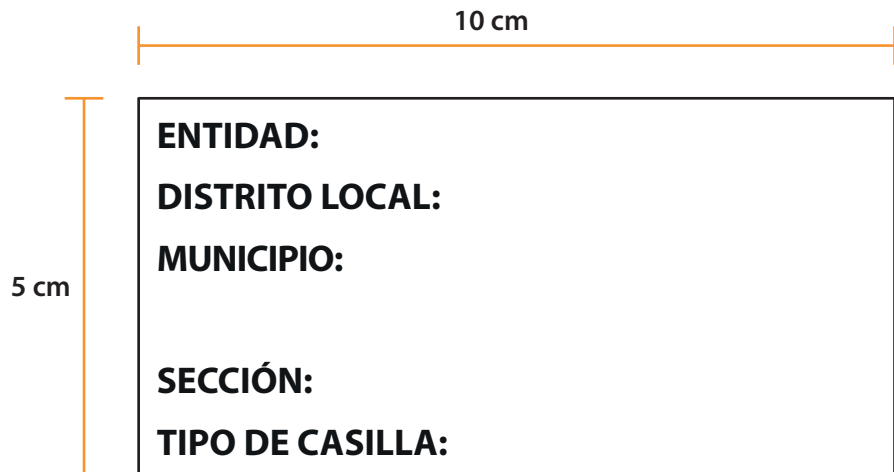 10 cm
ENTIDAD:
DISTRITO LOCAL:
MUNICIPIO:
5 cm
SECCIÓN:
TIPO DE CASILLA: